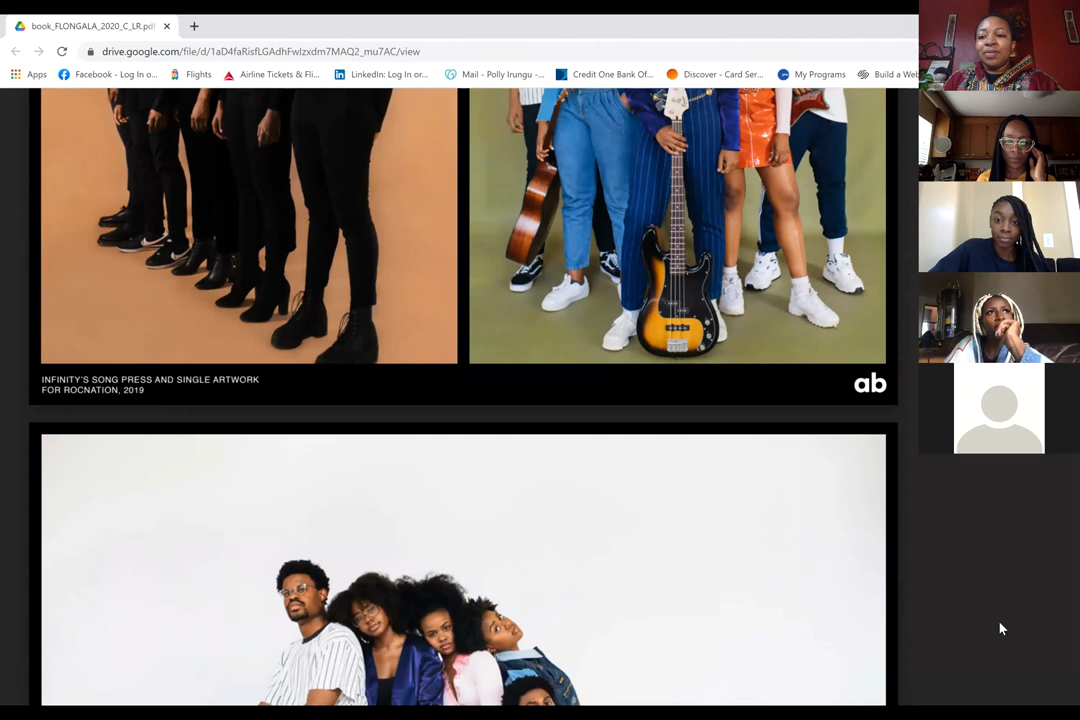 book_FLONGALA_2020_C_LR.pdf
drive.google.com/file/d/1aD4faRisfLGAdhFwIzxdm7MAQ2_mu7AC/view
Apps Facebook - Log In o... Flights Airline Tickets & Fli... LinkedIn: Log In or... Mail - Polly Irungu -... Credit One Bank Of... Discover - Card Ser... My Programs Build a Web
INFINITY'S SONG PRESS AND SINGLE ARTWORK
FOR ROCNATION, 2019
ab